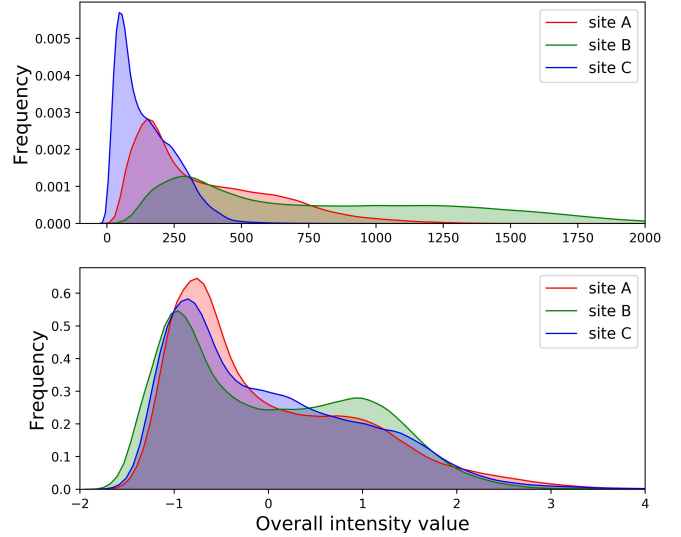 Frequency
0.005
0.004
0.003
0.002
0.001
0.000
site A
site B
site C
0 250 500 750 1000 1250 1500 1750 2000
Frequency
0.6
0.5
0.4
0.3
0.2
0.1
0.0
site A
site B
site C
−2 −1 0 1 2 3 4
Overall intensity value